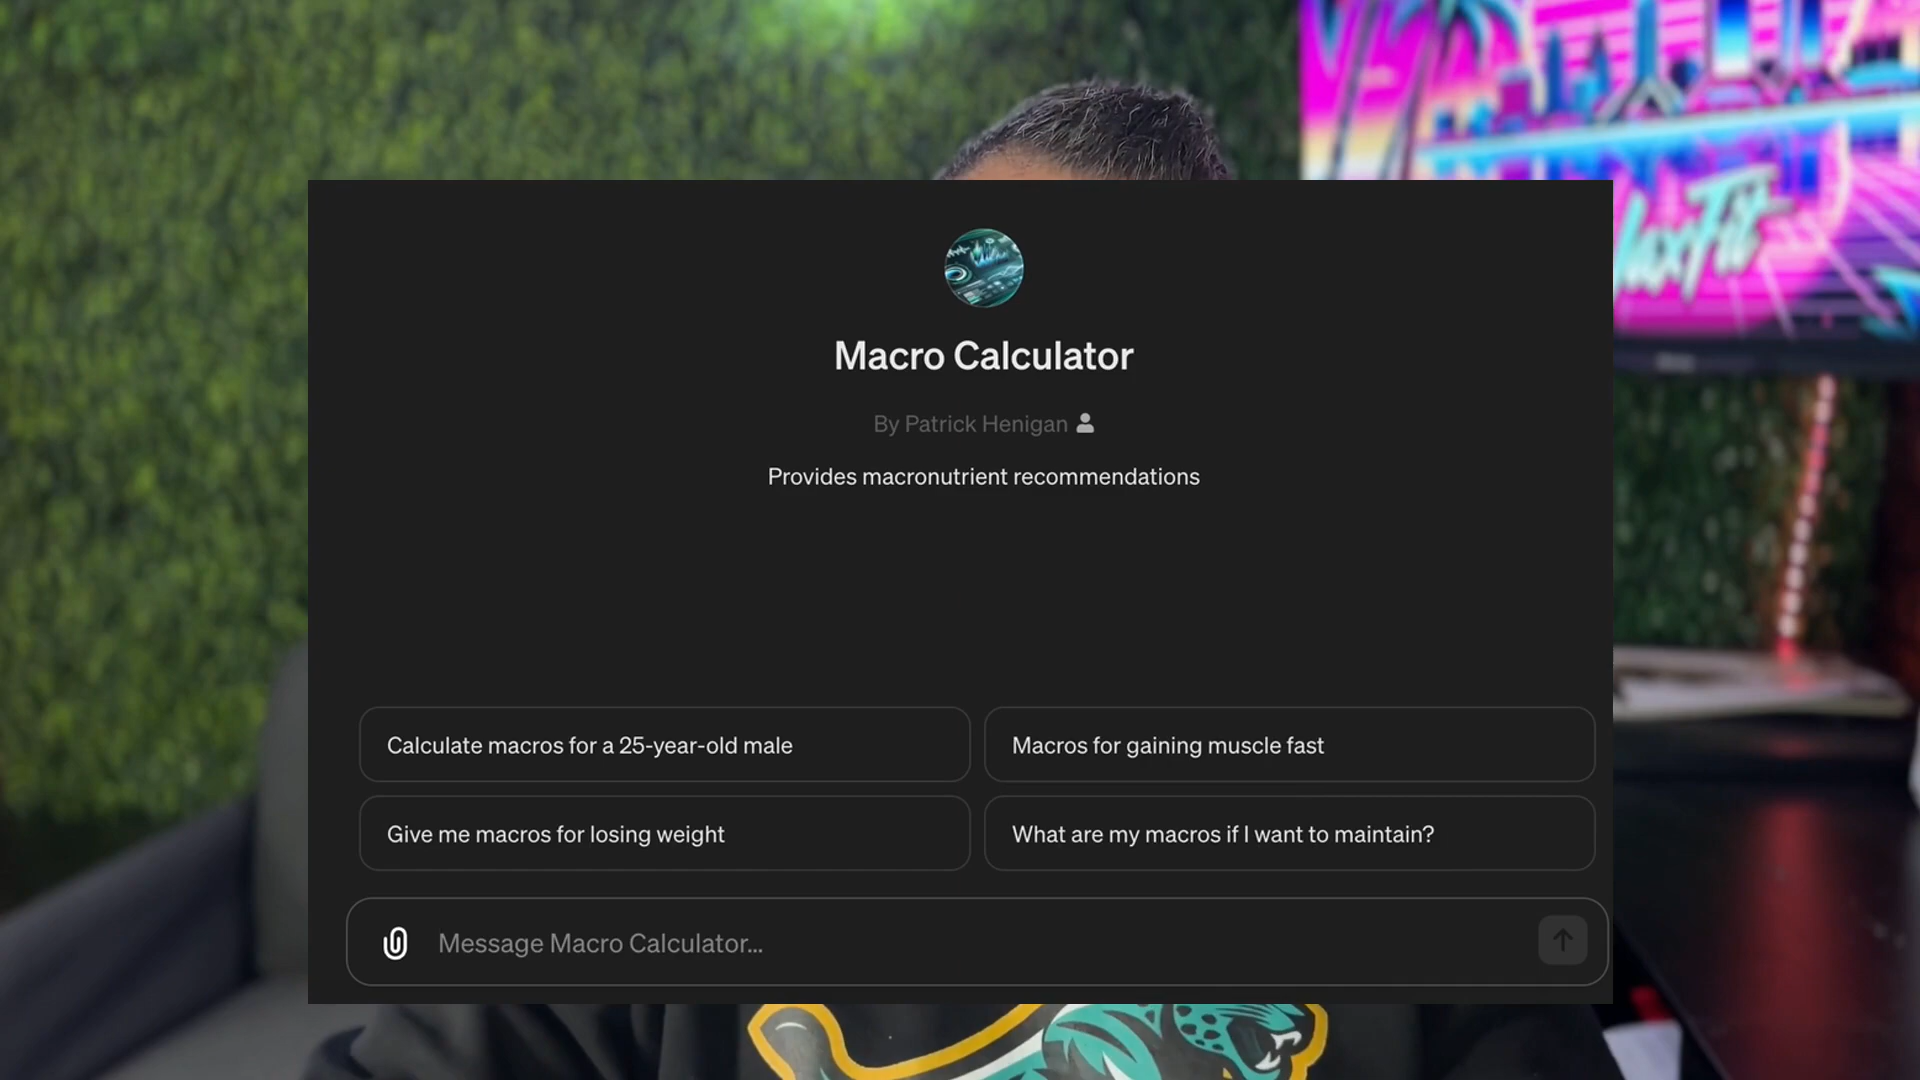 Macro Calculator
By Patrick Henigan
Provides macronutrient recommendations
Calculate macros for a 25-year-old male
Macros for gaining muscle fast
Give me macros for losing weight
What are my macros if I want to maintain?
Message Macro Calculator...